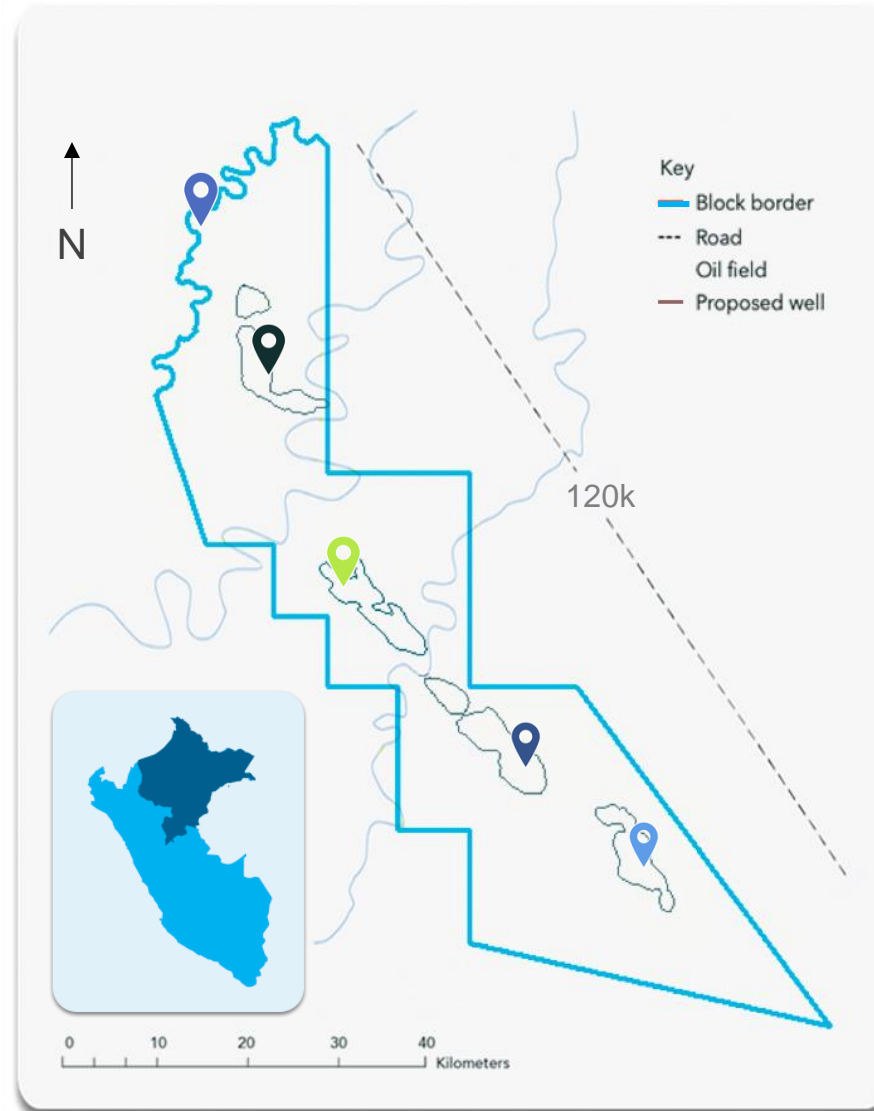 N
Key
Block border
Road
Oil field
Proposed well
120k
0 10 20 30 40
Kilometers